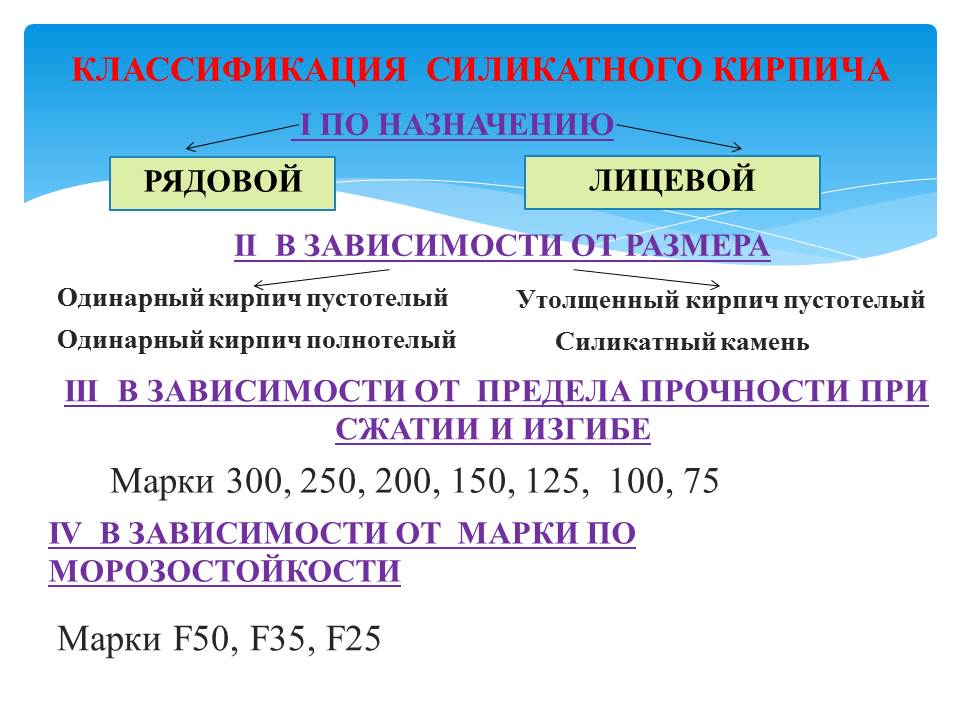 КЛАССИФИКАЦИЯ СИЛИКАТНОГО КИРПИЧА
I ПО НАЗНАЧЕНИЮ
РЯДОВОЙ
ЛИЦЕВОЙ
II В ЗАВИСИМОСТИ ОТ РАЗМЕРА
Одинарный кирпич пустотелый
Утолщенный кирпич пустотелый
Одинарный кирпич полнотелый
Силикатный камень
III В ЗАВИСИМОСТИ ОТ ПРЕДЕЛА ПРОЧНОСТИ ПРИ
СЖАТИИ И ИЗГИБЕ
Марки 300, 250, 200, 150, 125, 100, 75
IV В ЗАВИСИМОСТИ ОТ МАРКИ ПО
МОРОЗОСТОЙКОСТИ
Марки F50, F35, F25